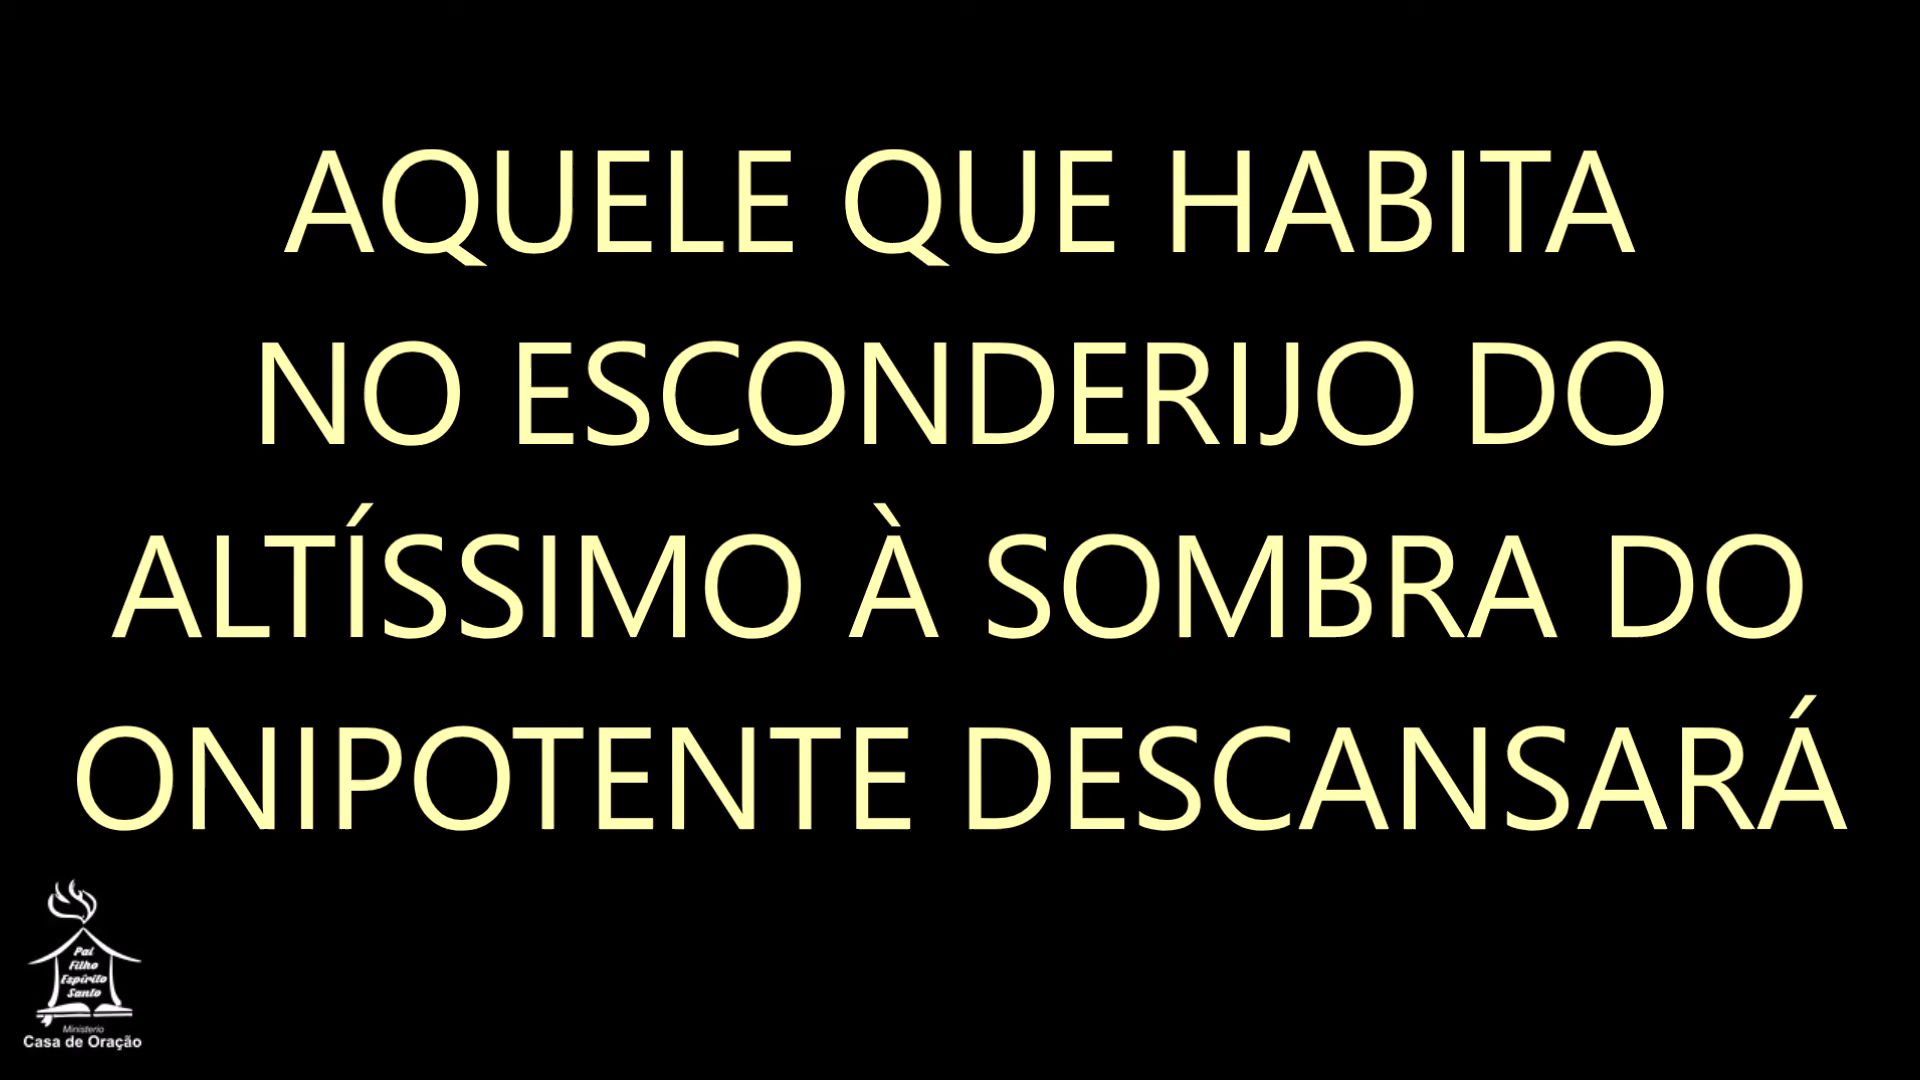 AQUELE QUE HABITA
NO ESCONDERIJO DO
ALTÍSSIMO À SOMBRA DO
ONIPOTENTE DESCANSARÁ
Pai
Filho
Espírito
Santo
Ministerio
Casa de Oração